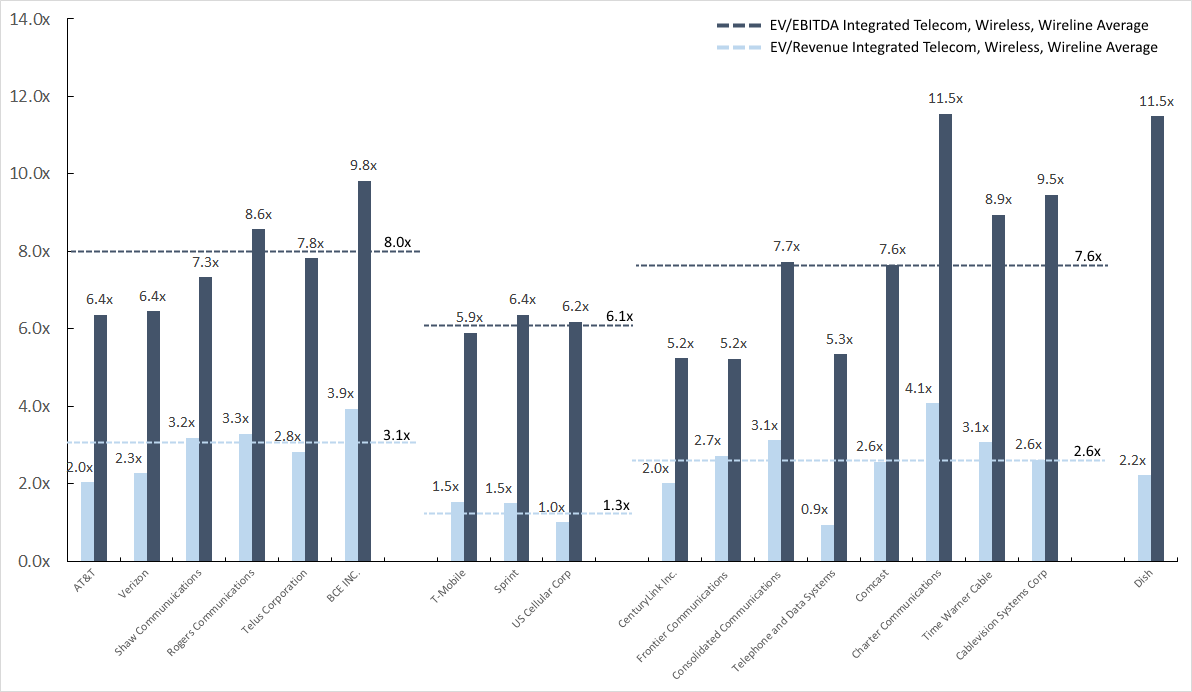 14.0x
12.0x
10.0x
8.0x
6.0x
4.0x
2.0x
0.0x
EV/EBITDA Integrated Telecom, Wireless, Wireline Average
EV/Revenue Integrated Telecom, Wireless, Wireline Average
2.0x
6.4x
2.3x
6.4x
3.2x
7.3x
3.3x
8.6x
2.8x
7.8x
3.9x
9.8x
8.0x
3.1x
1.5x
5.9x
1.5x
6.4x
1.0x
6.2x
6.1x
1.3x
2.0x
5.2x
2.7x
5.2x
3.1x
7.7x
0.9x
5.3x
2.6x
7.6x
4.1x
11.5x
3.1x
8.9x
2.6x
9.5x
7.6x
2.6x
2.2x
11.5x
AT&T
Verizon
Shaw Commuuications
Rogers Communications
Telus Corporation
BCE INC.
T-Mobile
Sprint
US Cellular Corp
CenturyLink Inc.
Frontier Communications
Consolidated Communications
Telephone and Data Systems
Comcast
Charter Communications
Time Warner Cable
Cablevision Systems Corp
Dish